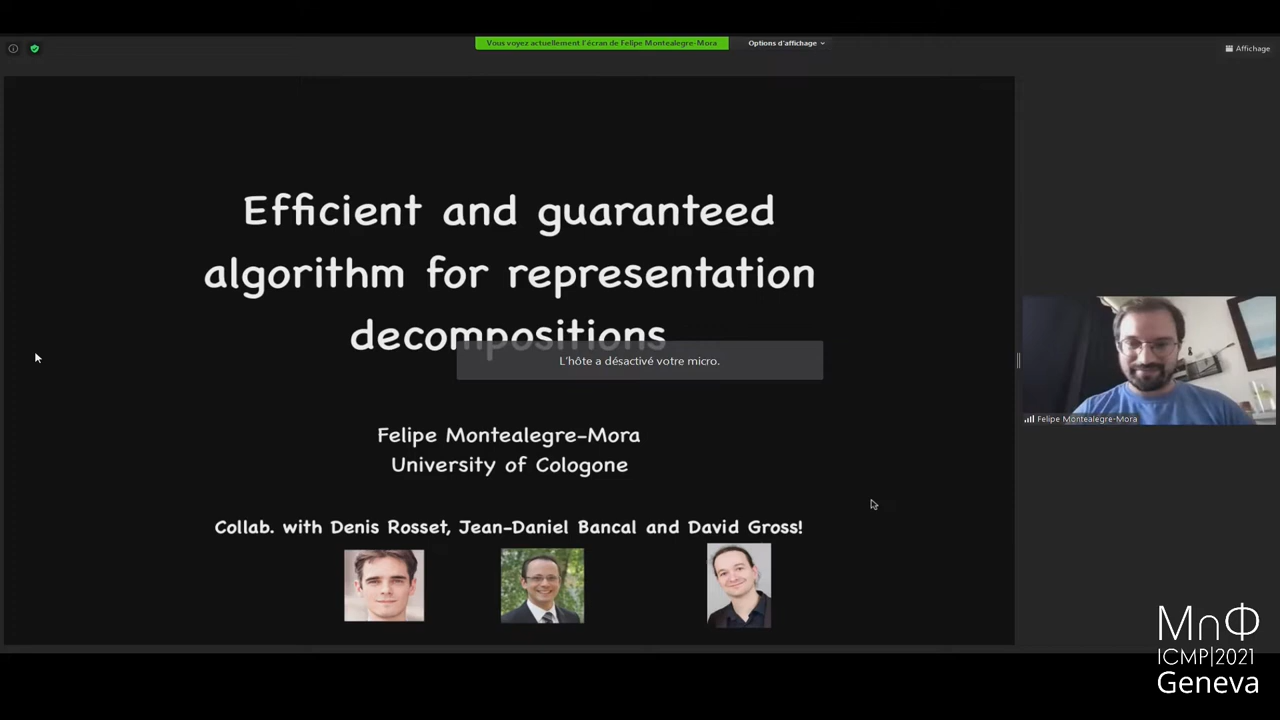 Vous voyez actuellement l'écran de Felipe Montealegre-Mora
Options d'affichage
Affichage
Efficient and guaranteed
algorithm for representation
decompositions
L'hôte a désactivé votre micro.
Felipe Montealegre-Mora
University of Cologone
Collab. with Denis Rosset, Jean-Daniel Bancal and David Gross!
Felipe Montealegre-Mora
M∩Φ
ICMP|2021
Geneva